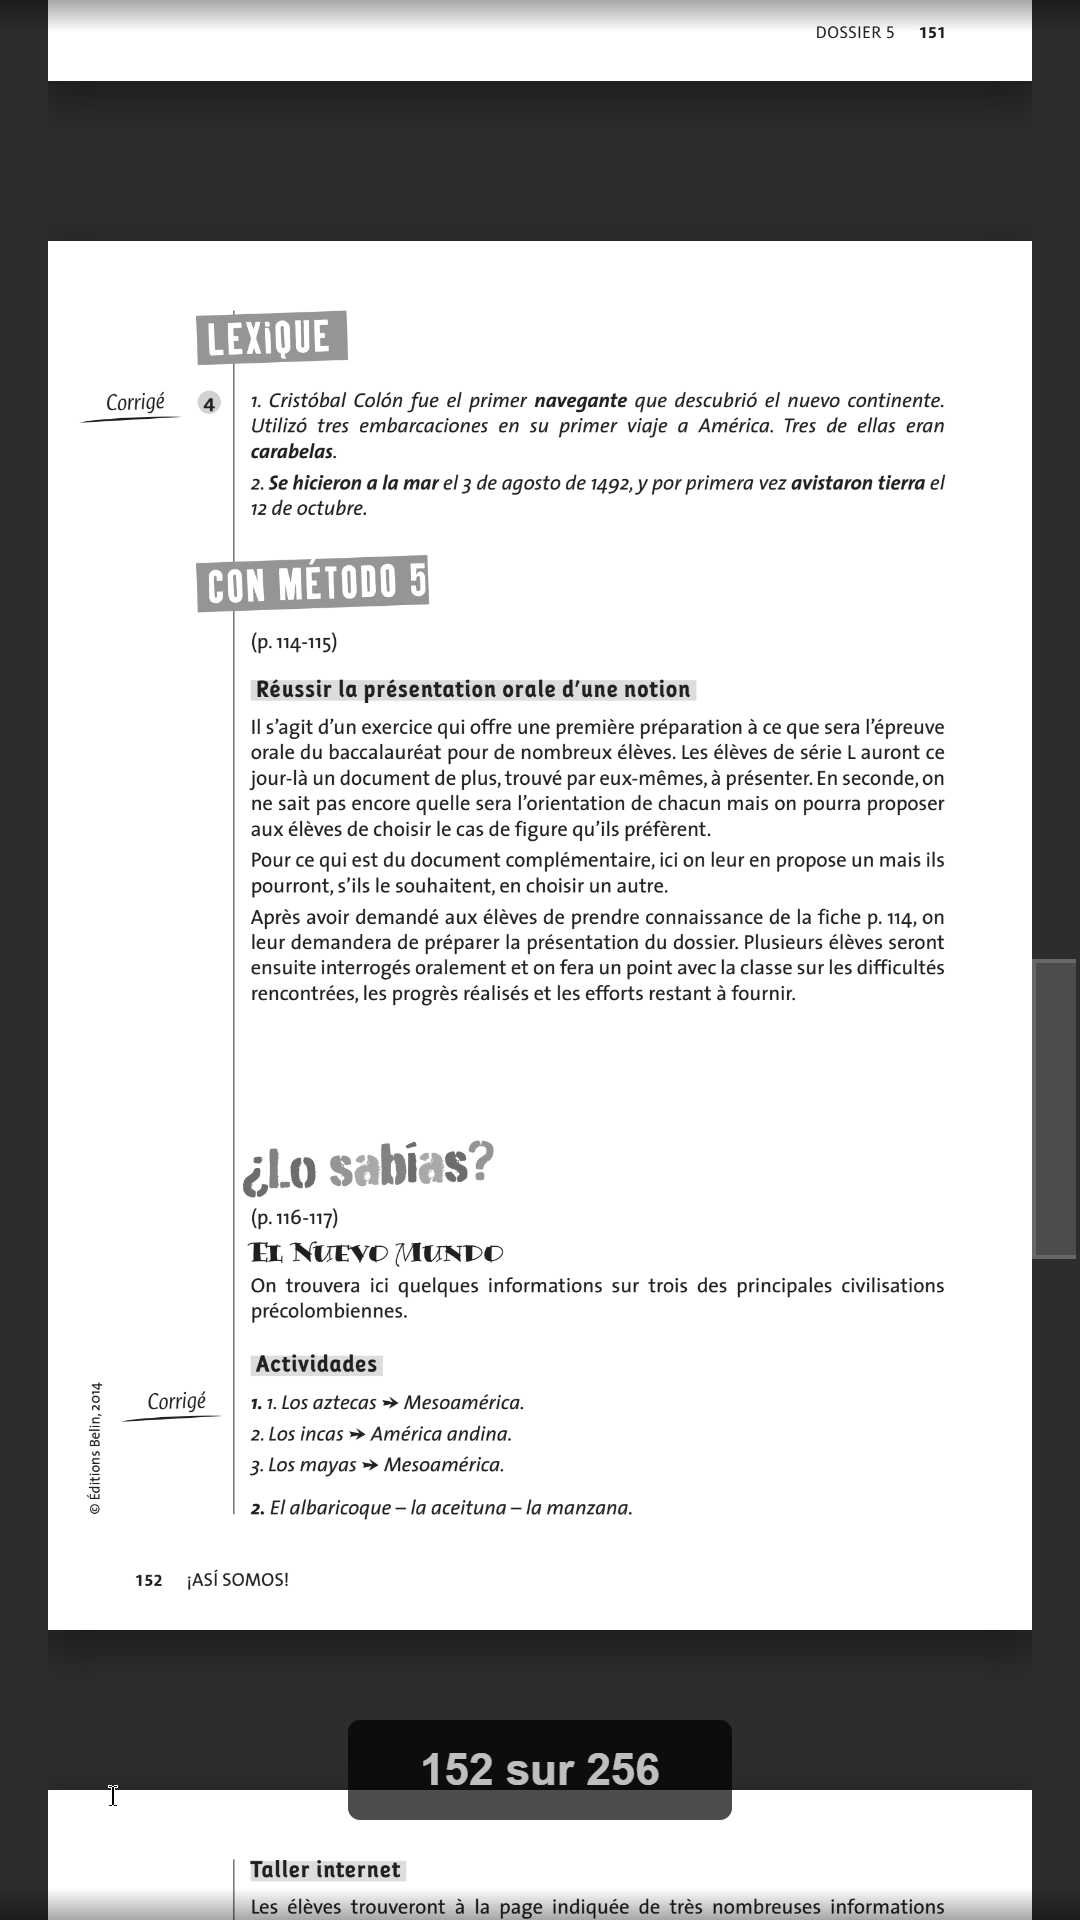 DOSSIER 5 151
LEXiQUE
Corrigé 4 1. Cristóbal Colón fue el primer navegante que descubrió el nuevo continente.
Utilizó tres embarcaciones en su primer viaje a América. Tres de ellas eran
carabelas.
2. Se hicieron a la mar el 3 de agosto de 1492, y por primera vez avistaron tierra el
12 de octubre.
CON MÉTODO 5
(p. 114-115)
Réussir la présentation orale d’une notion
Il s’agit d’un exercice qui offre une première préparation à ce que sera l’épreuve
orale du baccalauréat pour de nombreux élèves. Les élèves de série L auront ce
jour-là un document de plus, trouvé par eux-mêmes, à présenter. En seconde, on
ne sait pas encore quelle sera l’orientation de chacun mais on pourra proposer
aux élèves de choisir le cas de figure qu’ils préfèrent.
Pour ce qui est du document complémentaire, ici on leur en propose un mais ils
pourront, s’ils le souhaitent, en choisir un autre.
Après avoir demandé aux élèves de prendre connaissance de la fiche p. 114, on
leur demandera de préparer la présentation du dossier. Plusieurs élèves seront
ensuite interrogés oralement et on fera un point avec la classe sur les difficultés
rencontrées, les progrès réalisés et les efforts restant à fournir.
¿Lo sabías?
(p. 116-117)
EL NUEVO MUNDO
On trouvera ici quelques informations sur trois des principales civilisations
précolombiennes.
Actividades
Corrigé 1. 1. Los aztecas ➔ Mesoamérica.
2. Los incas ➔ América andina.
3. Los mayas ➔ Mesoamérica.
2. El albaricoque – la aceituna – la manzana.
© Éditions Belin, 2014
152 ¡ASÍ SOMOS!
152 sur 256
Taller internet
Les élèves trouveront à la page indiquée de très nombreuses informations